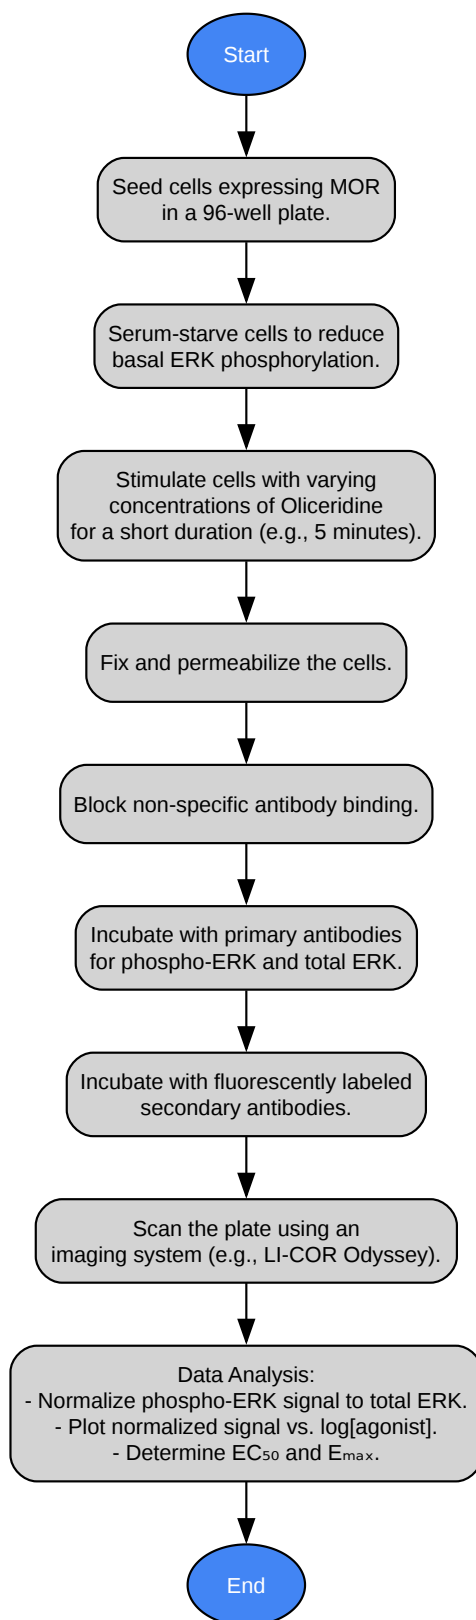 Start
Seed cells expressing MOR
in a 96-well plate.
Serum-starve cells to reduce
basal ERK phosphorylation.
Stimulate cells with varying
concentrations of Oliceridine
for a short duration (e.g., 5 minutes).
Fix and permeabilize the cells.
Block non-specific antibody binding.
Incubate with primary antibodies
for phospho-ERK and total ERK.
Incubate with fluorescently labeled
secondary antibodies.
Scan the plate using an
imaging system (e.g., LI-COR Odyssey).
Data Analysis:
- Normalize phospho-ERK signal to total ERK.
- Plot normalized signal vs. log[agonist].
- Determine EC₅₀ and Eₘₐₓ.
End